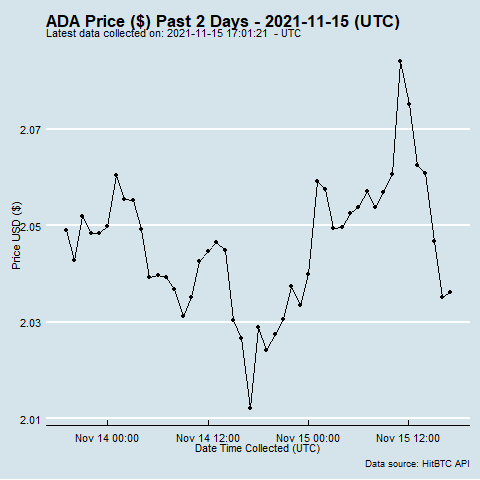 ADA Price ($) Past 2 Days - 2021-11-15 (UTC)
Latest data collected on: 2021-11-15 17:01:21 - UTC
2.07
2.05
2.03
2.01
Price USD ($)
Nov 14 00:00 Nov 14 12:00 Nov 15 00:00 Nov 15 12:00
Date Time Collected (UTC)
Data source: HitBTC API